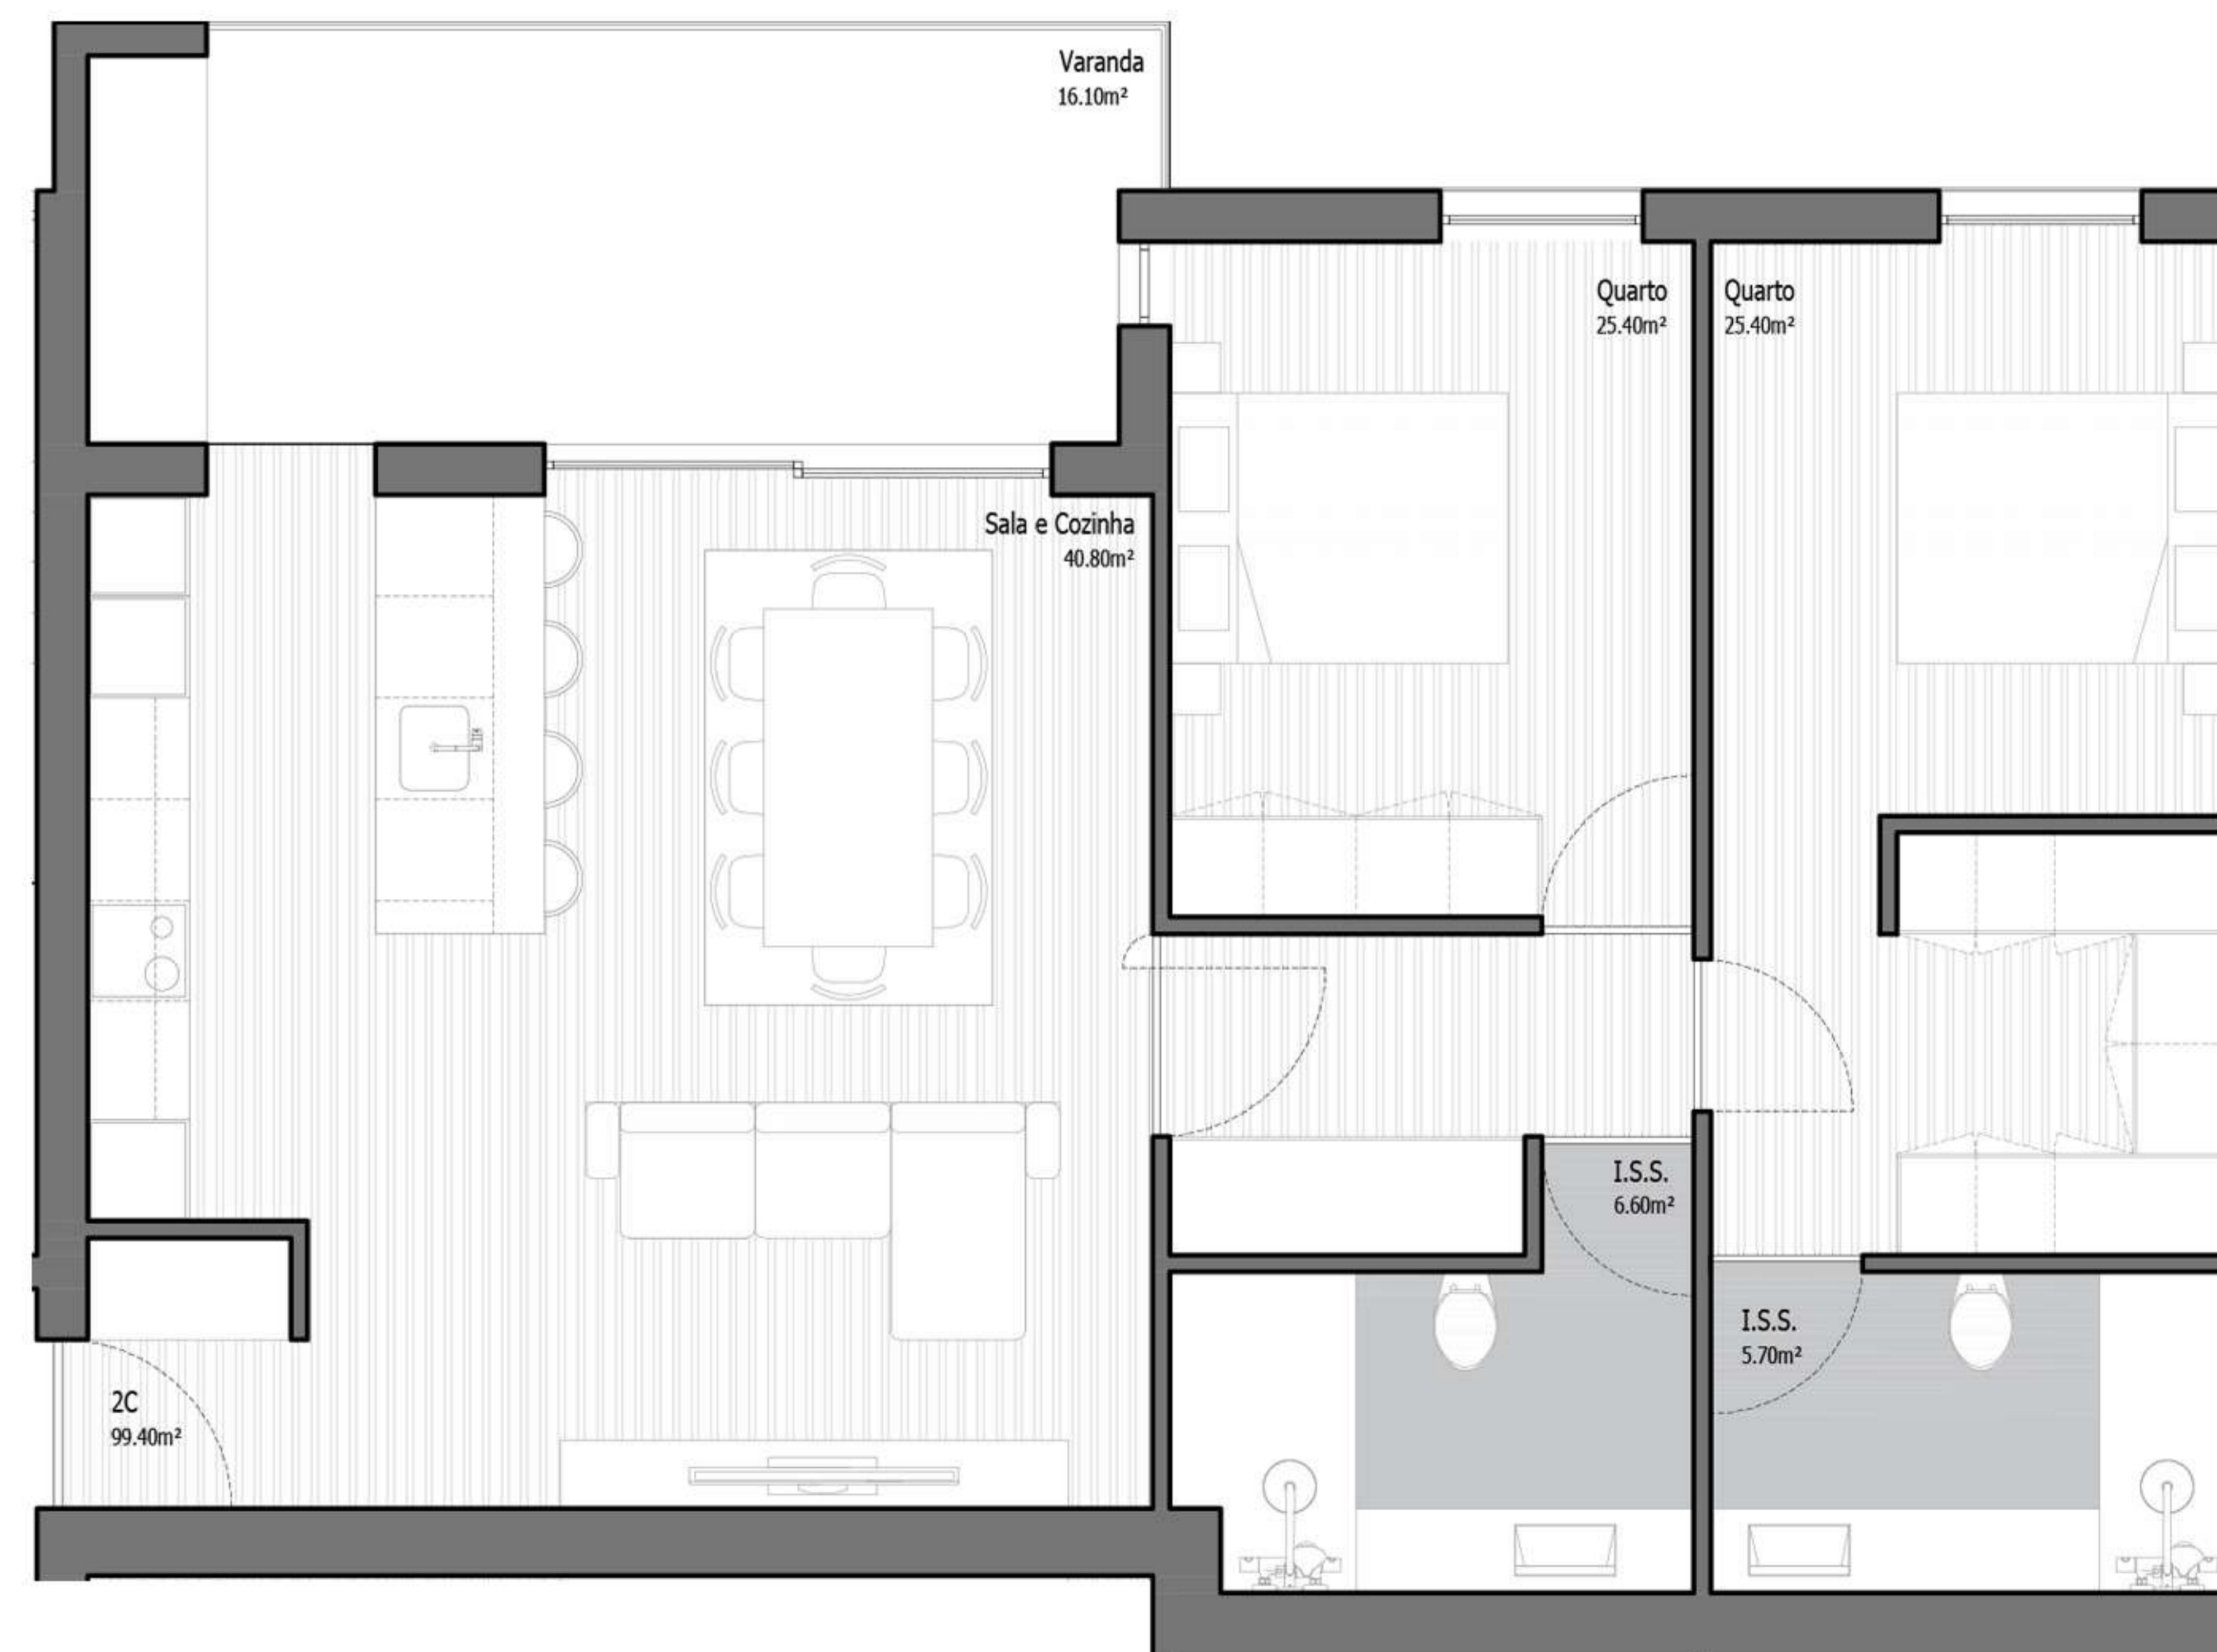 Varanda
16.10m²
Quarto
25.40m²
Quarto
25.40m²
Sala e Cozinha
40.80m²
I.S.S.
6.60m²
I.S.S.
5.70m²
2C
99.40m²